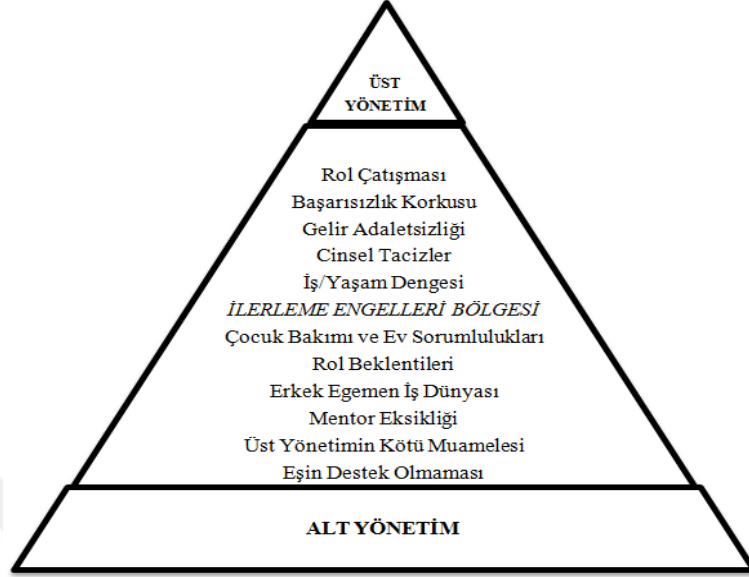 ÜST
YÖNETİM
Rol Çatışması
Başarısızlık Korkusu
Gelir Adaletsizliği
Cinsel Tacizler
İş/Yaşam Dengesi
İLERLEME ENGELLERİ BÖLGESİ
Çocuk Bakımı ve Ev Sorumlulukları
Rol Beklentileri
Erkek Egemen İş Dünyası
Mentor Eksikliği
Üst Yönetimin Kötü Muamelesi
Eşin Destek Olmaması
ALT YÖNETİM